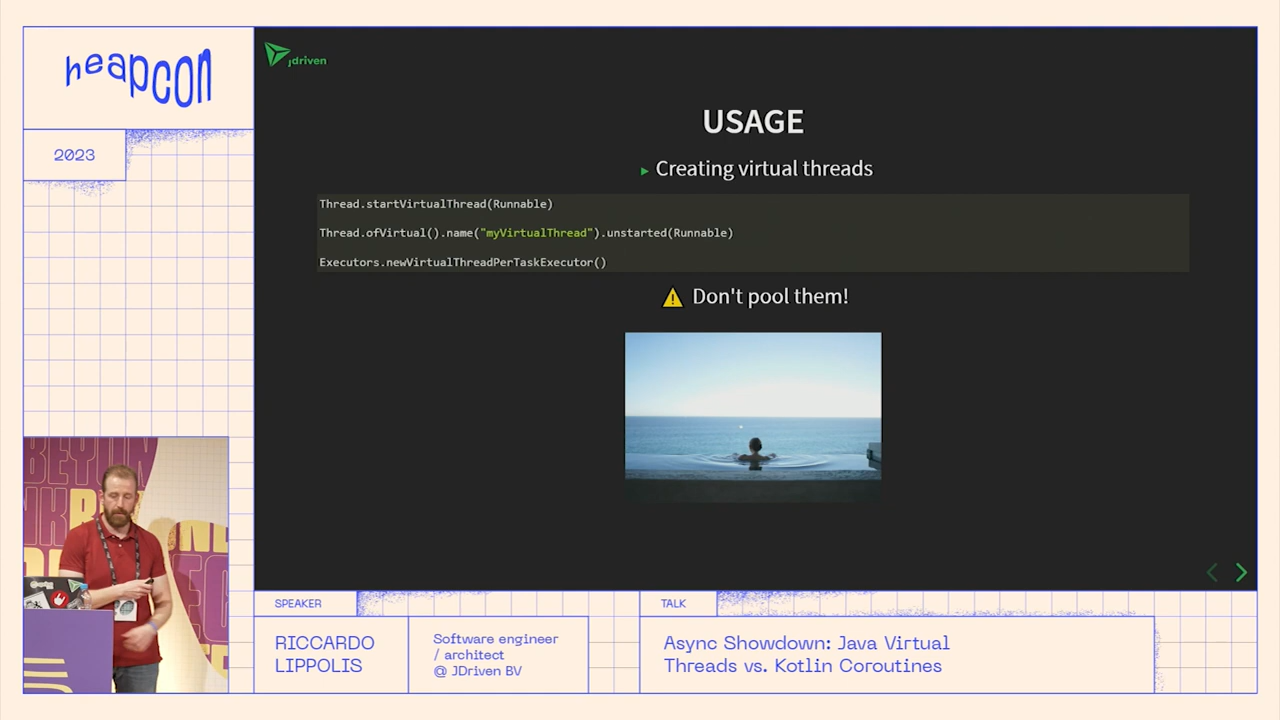 heapcon
2023
jdriven
USAGE
Creating virtual threads
Thread.startVirtualThread(Runnable)
Thread.ofVirtual().name("myVirtualThread").unstarted(Runnable)
Executors.newVirtualThreadPerTaskExecutor()
Don't pool them!
SPEAKER
RICCARDO
LIPPOLIS
Software engineer
/ architect
@ JDriven BV
TALK
Async Showdown: Java Virtual
Threads vs. Kotlin Coroutines